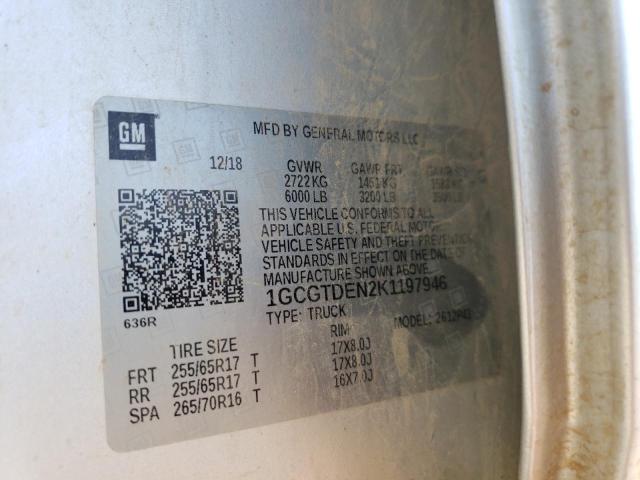 GM
MFD BY GENERAL MOTORS LLC
12/18 GVWR GAWR FRT GAWR
2722 KG 1451 KG
6000 LB 3200 LB
THIS VEHICLE CONFORMS TO ALL
APPLICABLE U.S. FEDERAL MOTOR
VEHICLE SAFETY AND THEFT PREVENTION
STANDARDS IN EFFECT ON THE DATE OF
MANUFACTURE SHOWN ABOVE.
1GCGTDEN2K1197946
TYPE: TRUCK MODEL:
636R
TIRE SIZE RIM
FRT 255/65R17 T 17X8.0J
RR 255/65R17 T 17X8.0J
SPA 265/70R16 T 16X7.0J